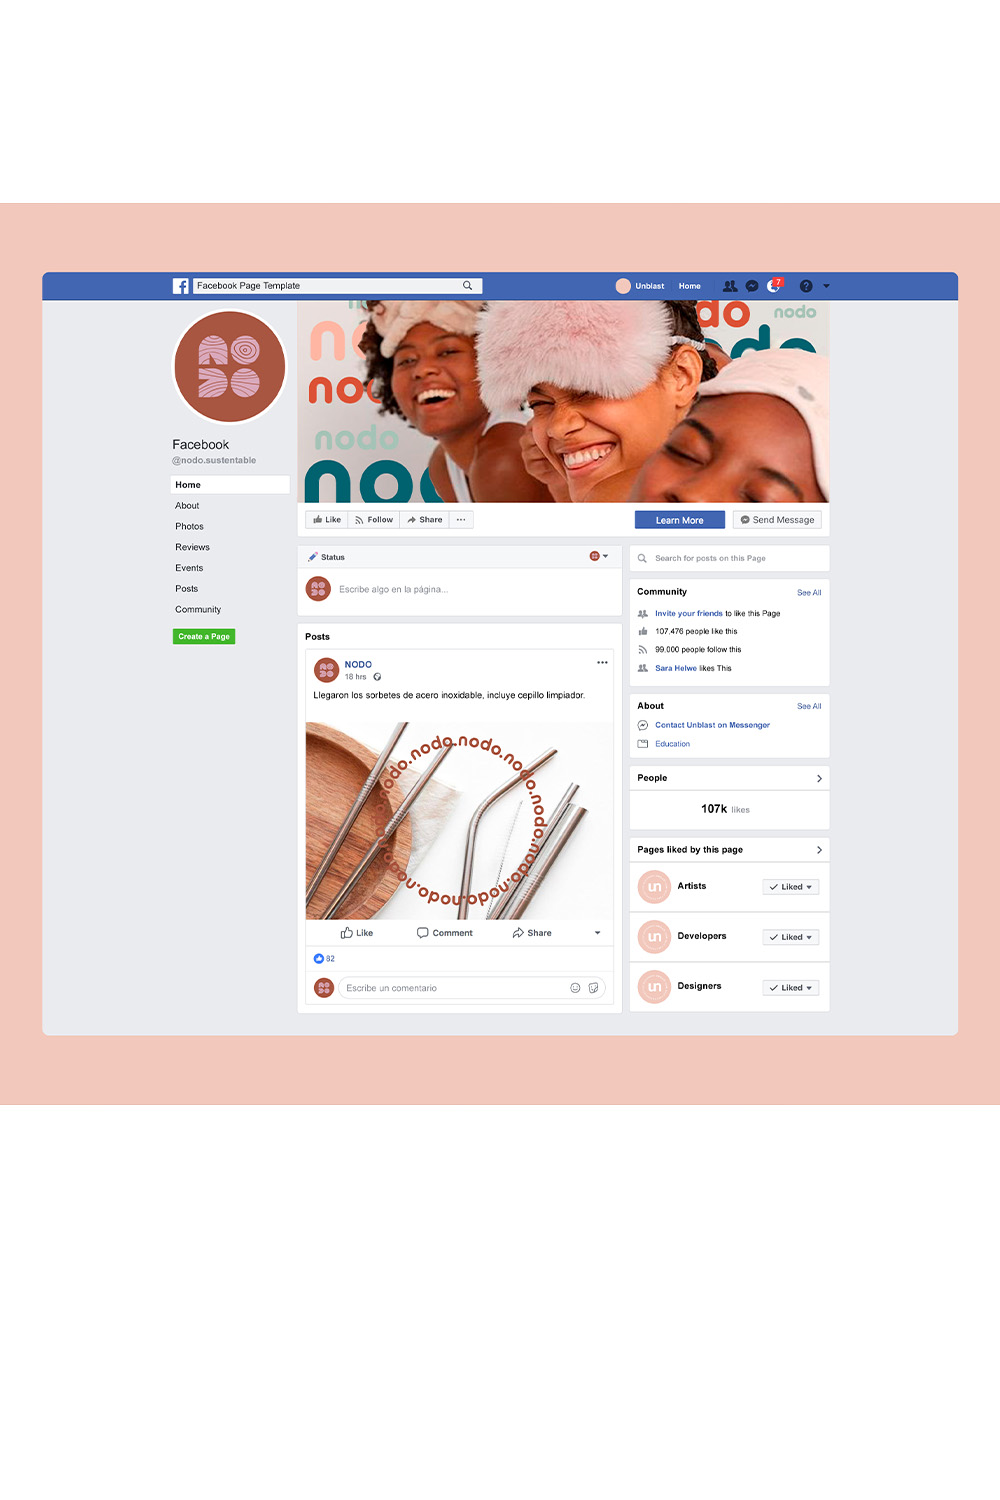 Facebook Page Template
Unblast
Home
7
?
NODO
Facebook
@nodo.sustentable
Home
About
Photos
Reviews
Events
Posts
Community
Create a Page
no
do
nodo
nodo
nodo
Like
Follow
Share
Learn More
Send Message
Status
Escribe algo en la página...
Posts
NODO
18 hrs
Llegaron los sorbetes de acero inoxidable, incluye cepillo limpiador.
nodo.nodo.nodo.nodo.nodo.nodo.nodo.nodo.
Like
Comment
Share
82
Escribe un comentario
Search for posts on this Page
Community
See All
Invite your friends to like this Page
107,476 people like this
99,000 people follow this
Sara Helwe likes This
About
See All
Contact Unblast on Messenger
Education
People
107k likes
Pages liked by this page
un
Artists
Liked
un
Developers
Liked
un
Designers
Liked